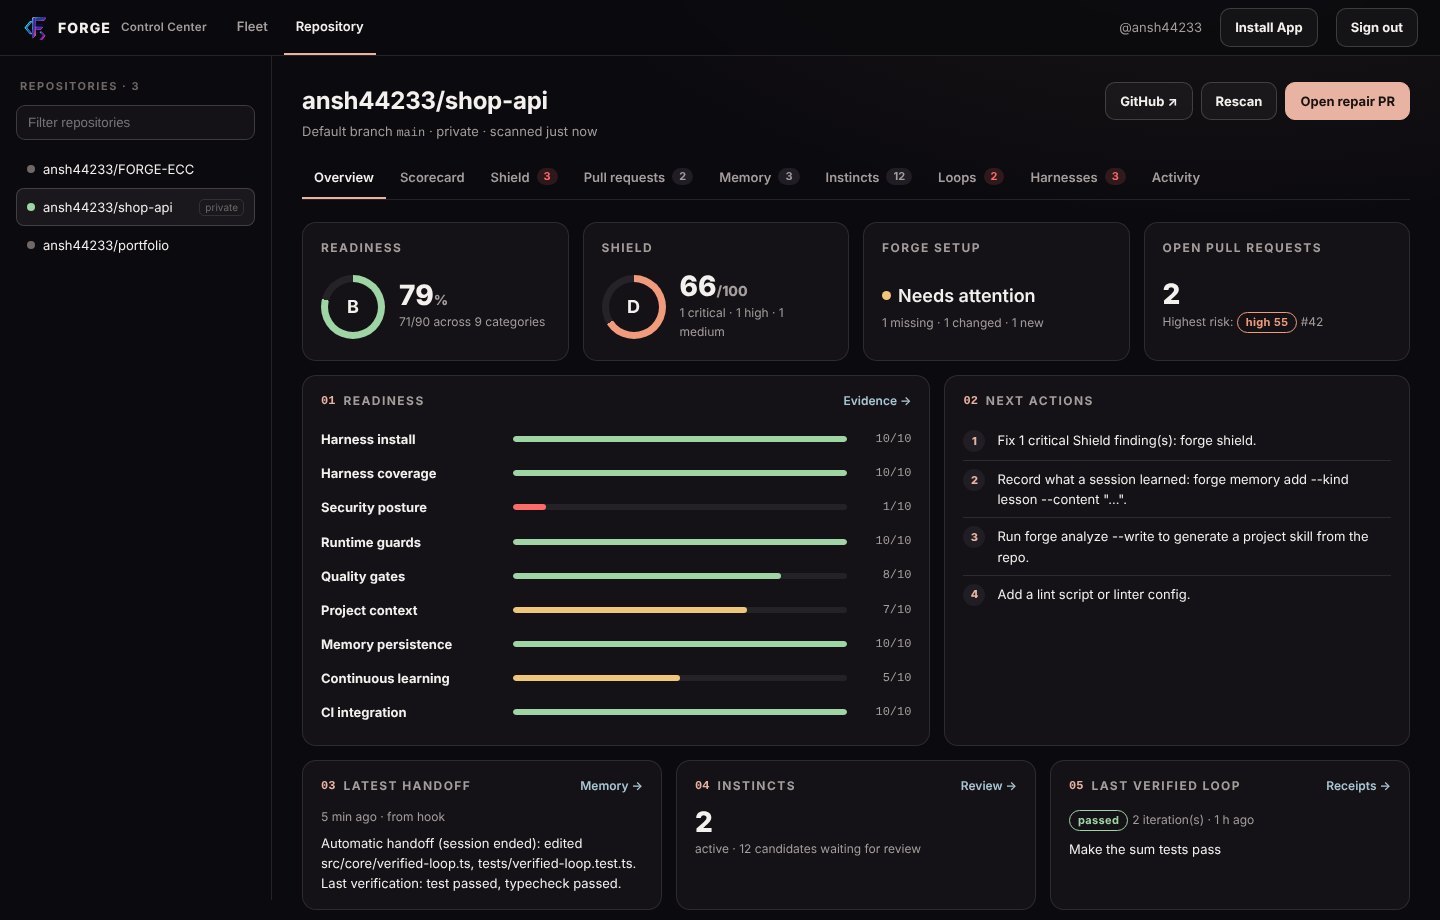 FORGE Control Center Fleet Repository @ansh44233 Install App Sign out
REPOSITORIES · 3
Filter repositories
ansh44233/FORGE-ECC
ansh44233/shop-api private
ansh44233/portfolio
ansh44233/shop-api
Default branch main · private · scanned just now
GitHub ↗ Rescan Open repair PR
Overview Scorecard Shield 3 Pull requests 2 Memory 3 Instincts 12 Loops 2 Harnesses 3 Activity
READINESS
B
79%
71/90 across 9 categories
SHIELD
D
66/100
1 critical · 1 high · 1
medium
FORGE SETUP
Needs attention
1 missing · 1 changed · 1 new
OPEN PULL REQUESTS
2
Highest risk: high 55 #42
01 READINESS Evidence →
Harness install 10/10
Harness coverage 10/10
Security posture 1/10
Runtime guards 10/10
Quality gates 8/10
Project context 7/10
Memory persistence 10/10
Continuous learning 5/10
CI integration 10/10
02 NEXT ACTIONS
1 Fix 1 critical Shield finding(s): forge shield.
2 Record what a session learned: forge memory add --kind
lesson --content "...".
3 Run forge analyze --write to generate a project skill from the
repo.
4 Add a lint script or linter config.
03 LATEST HANDOFF Memory →
5 min ago · from hook
Automatic handoff (session ended): edited
src/core/verified-loop.ts, tests/verified-loop.test.ts.
Last verification: test passed, typecheck passed.
04 INSTINCTS Review →
2
active · 12 candidates waiting for review
05 LAST VERIFIED LOOP Receipts →
passed 2 iteration(s) · 1 h ago
Make the sum tests pass